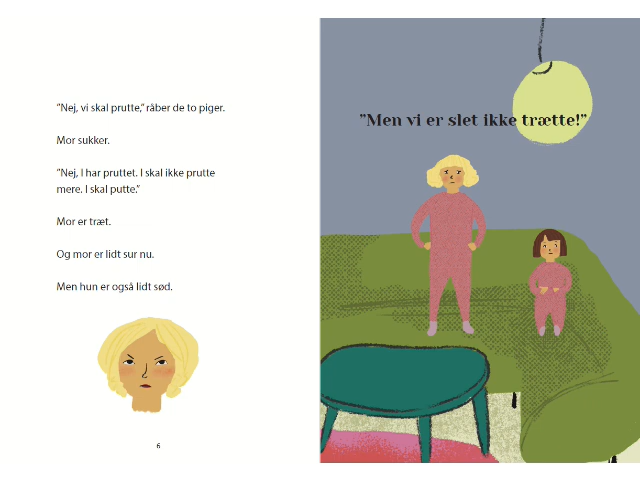 "Nej, vi skal prutte," råber de to piger.
Mor sukker.
"Nej, I har pruttet. I skal ikke prutte
mere. I skal putte."
Mor er træt.
Og mor er lidt sur nu.
Men hun er også lidt sød.
6
"Men vi er slet ikke trætte!"